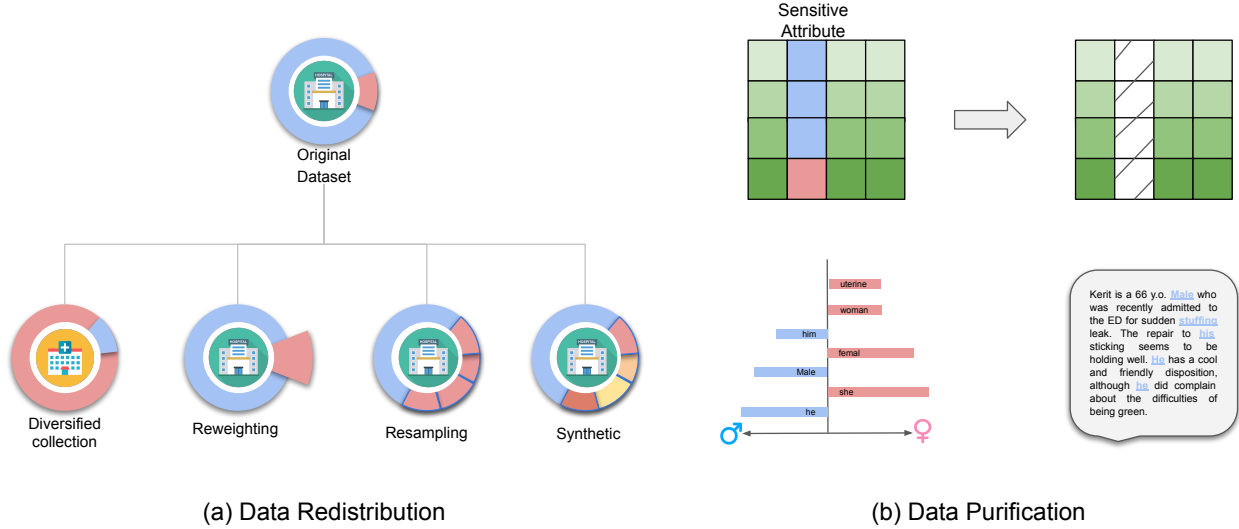 Original
Dataset
Diversified
collection
Reweighting
Resampling
Synthetic
(a) Data Redistribution
Sensitive
Attribute
uterine
woman
him
femal
Male
she
he
Kerit is a 66 y.o. Male who
was recently admitted to
the ED for sudden stuffing
leak. The repair to his
sticking seems to be
holding well. He has a cool
and friendly disposition,
although he did complain
about the difficulties of
being green.
(b) Data Purification